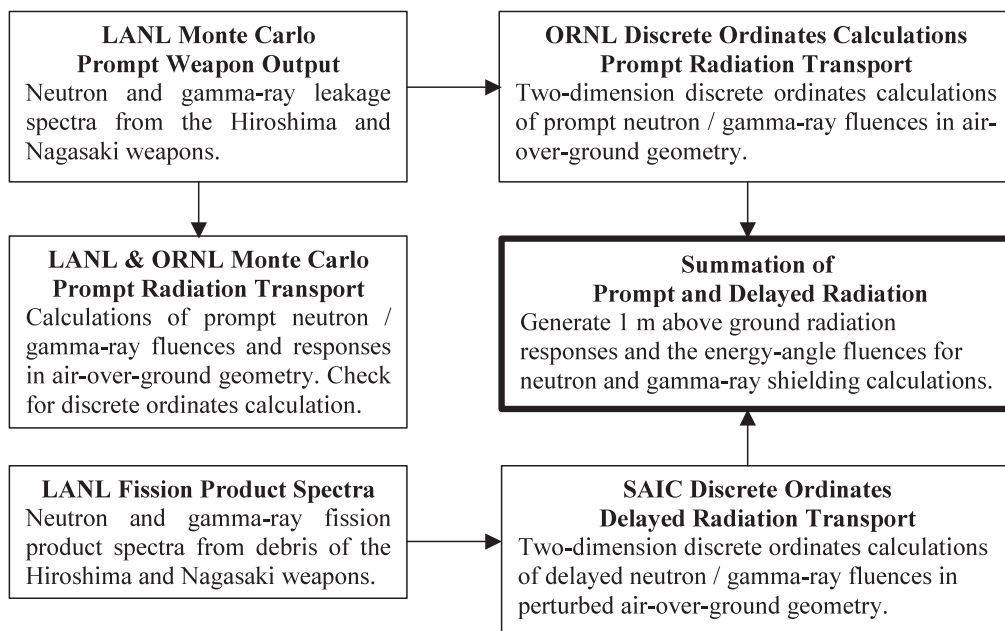 LANL Monte Carlo
Prompt Weapon Output
Neutron and gamma-ray leakage
spectra from the Hiroshima and
Nagasaki weapons.
ORNL Discrete Ordinates Calculations
Prompt Radiation Transport
Two-dimension discrete ordinates calculations
of prompt neutron / gamma-ray fluences in air-
over-ground geometry.
LANL & ORNL Monte Carlo
Prompt Radiation Transport
Calculations of prompt neutron /
gamma-ray fluences and responses
in air-over-ground geometry. Check
for discrete ordinates calculation.
Summation of
Prompt and Delayed Radiation
Generate 1 m above ground radiation
responses and the energy-angle fluences for
neutron and gamma-ray shielding calculations.
LANL Fission Product Spectra
Neutron and gamma-ray fission
product spectra from debris of the
Hiroshima and Nagasaki weapons.
SAIC Discrete Ordinates
Delayed Radiation Transport
Two-dimension discrete ordinates calculations
of delayed neutron / gamma-ray fluences in
perturbed air-over-ground geometry.